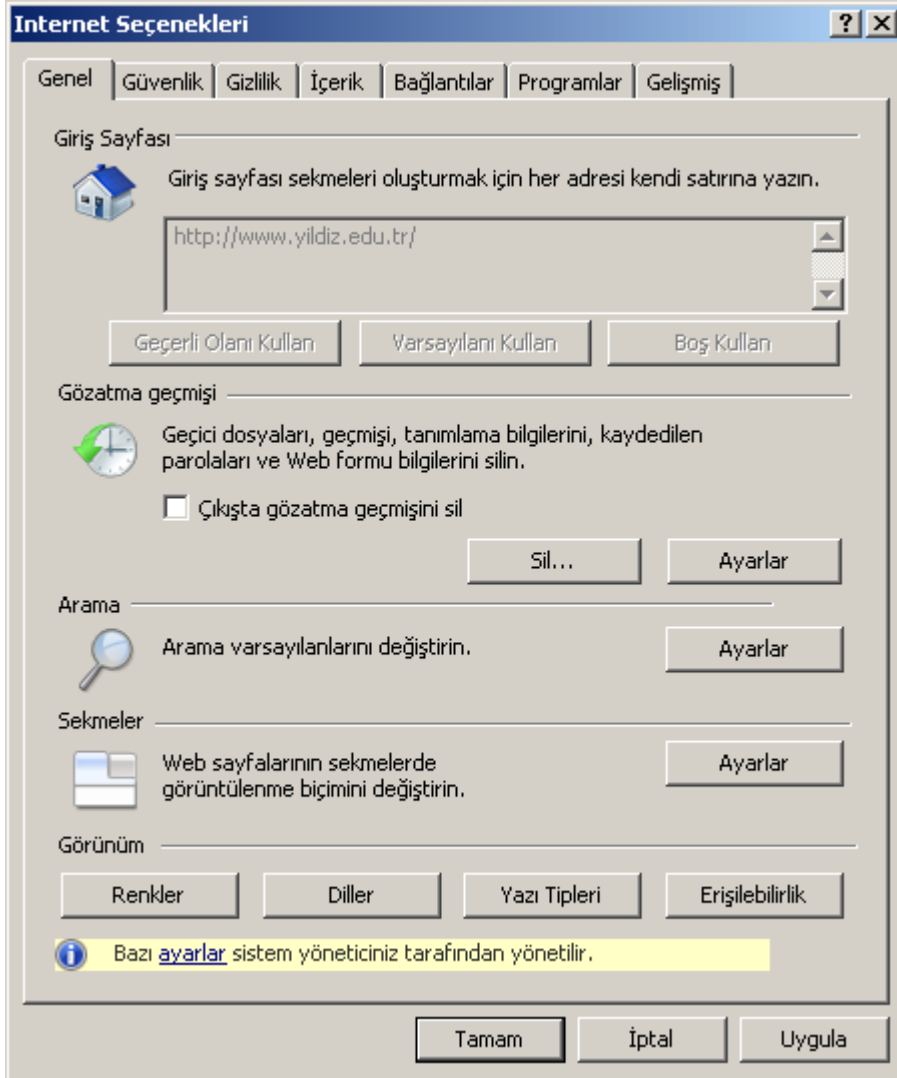 Internet Seçenekleri
Genel Güvenlik Gizlilik İçerik Bağlantılar Programlar Gelişmiş
Giriş Sayfası
Giriş sayfası sekmeleri oluşturmak için her adresi kendi satırına yazın.
http://www.yildiz.edu.tr/
Geçerli Olanı Kullan Varsayılanı Kullan Boş Kullan
Gözatma geçmişi
Geçici dosyaları, geçmişi, tanımlama bilgilerini, kaydedilen
parolaları ve Web formu bilgilerini silin.
Çıkışta gözatma geçmişini sil
Sil... Ayarlar
Arama
Arama varsayılanlarını değiştirin. Ayarlar
Sekmeler
Web sayfalarının sekmelerde Ayarlar
görüntülenme biçimini değiştirin.
Görünüm
Renkler Diller Yazı Tipleri Erişilebilirlik
Bazı ayarlar sistem yöneticiniz tarafından yönetilir.
Tamam İptal Uygula